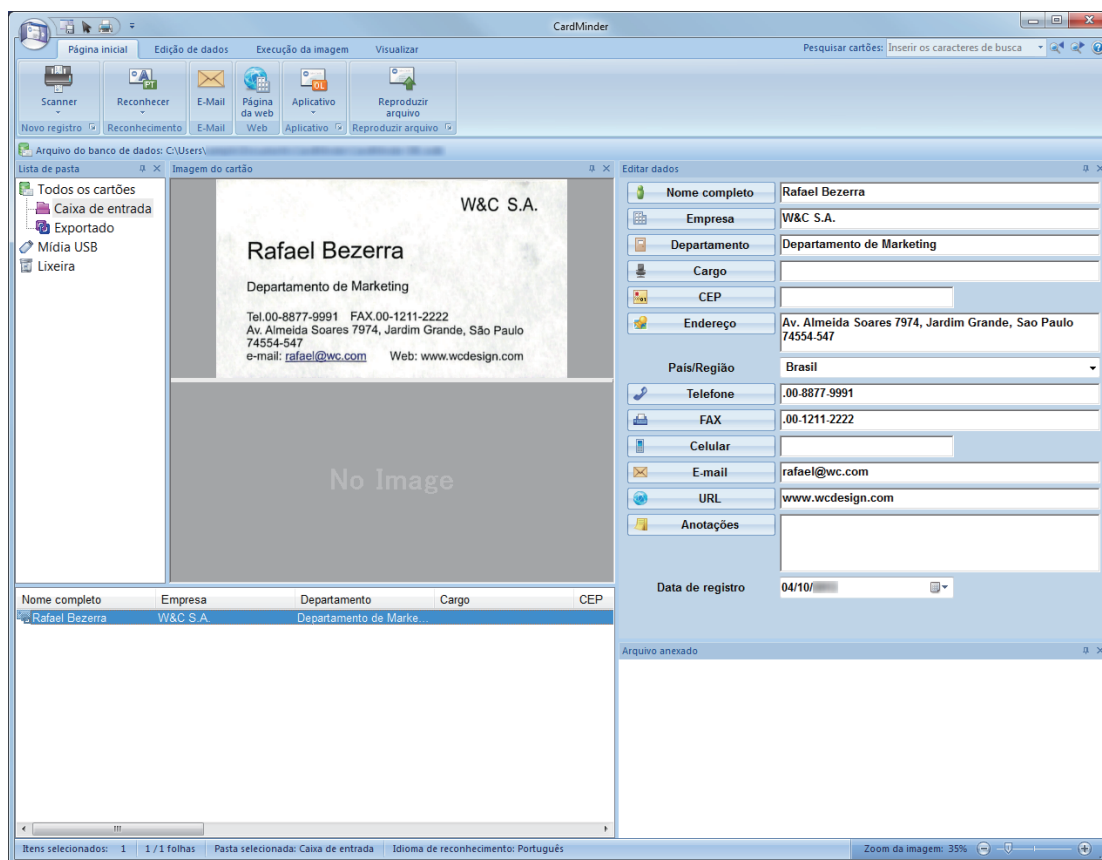 CardMinder
Página inicial Edição de dados Execução da imagem Visualizar
Pesquisar cartões: Inserir os caracteres de busca
Scanner Reconhecer E-Mail Página da web Aplicativo Reproduzir arquivo
Novo registro Reconhecimento E-Mail Web Aplicativo Reproduzir arquivo
Arquivo do banco de dados: C:\Users\
Lista de pasta
Todos os cartões
Caixa de entrada
Exportado
Mídia USB
Lixeira
Imagem do cartão
W&C S.A.
Rafael Bezerra
Departamento de Marketing
Tel.00-8877-9991 FAX.00-1211-2222
Av. Almeida Soares 7974, Jardim Grande, São Paulo
74554-547
e-mail: rafael@wc.com Web: www.wcdesign.com
No Image
Editar dados
Nome completo Rafael Bezerra
Empresa W&C S.A.
Departamento Departamento de Marketing
Cargo
CEP
Endereço Av. Almeida Soares 7974, Jardim Grande, Sao Paulo
74554-547
País/Região Brasil
Telefone .00-8877-9991
FAX .00-1211-2222
Celular
E-mail rafael@wc.com
URL www.wcdesign.com
Anotações
Data de registro 04/10/
Nome completo Empresa Departamento Cargo CEP
Rafael Bezerra W&C S.A. Departamento de Marke...
Arquivo anexado
Itens selecionados: 1 1 / 1 folhas Pasta selecionada: Caixa de entrada Idioma de reconhecimento: Português
Zoom da imagem: 35%